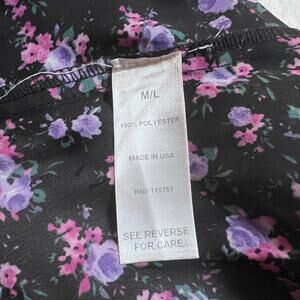 M/L
100% POLYESTER
MADE IN USA
RN# 115151
SEE REVERSE
FOR CARE